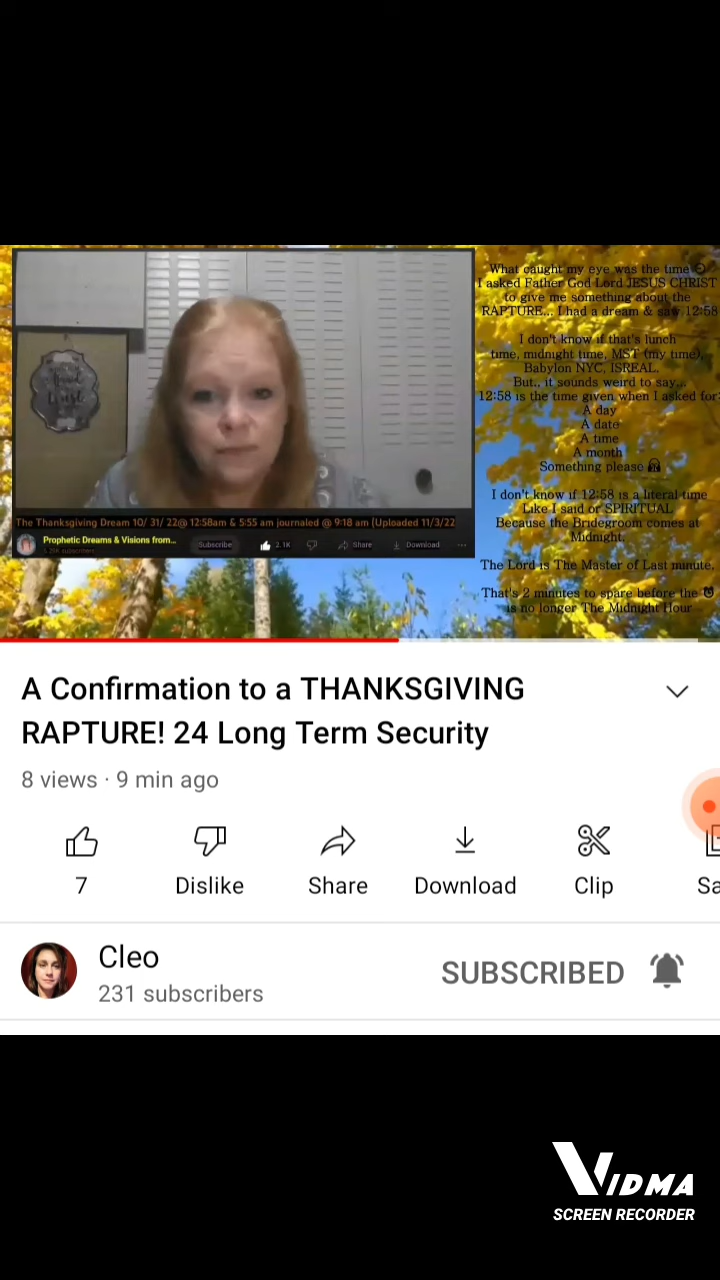 What caught my eye was the time
I asked Father God Lord JESUS CHRIST
to give me something about the
RAPTURE... I had a dream & saw 12:58
I don't know if that's lunch
time, midnight time, MST (my time),
Babylon NYC, ISREAL,
But.. it sounds weird to say...
12:58 is the time given when I asked for
A day
A date
A time
A month
Something please
I don't know if 12:58 is a literal time
Like I said or SPIRITUAL
Because the Bridegroom comes at
Midnight.
The Lord is The Master of Last minute.
That's 2 minutes to spare before the
is no longer The Midnight Hour
The Thanksgiving Dream 10/ 31/ 22@ 12:58am & 5:55 am journaled @ 9:18 am (Uploaded 11/3/22
Prophetic Dreams & Visions from...
subscribers
Subscribe
2.1K
Share
Download
A Confirmation to a THANKSGIVING
RAPTURE! 24 Long Term Security
8 views · 9 min ago
7
Dislike
Share
Download
Clip
Sa
Cleo
231 subscribers
SUBSCRIBED
VIDMA
SCREEN RECORDER